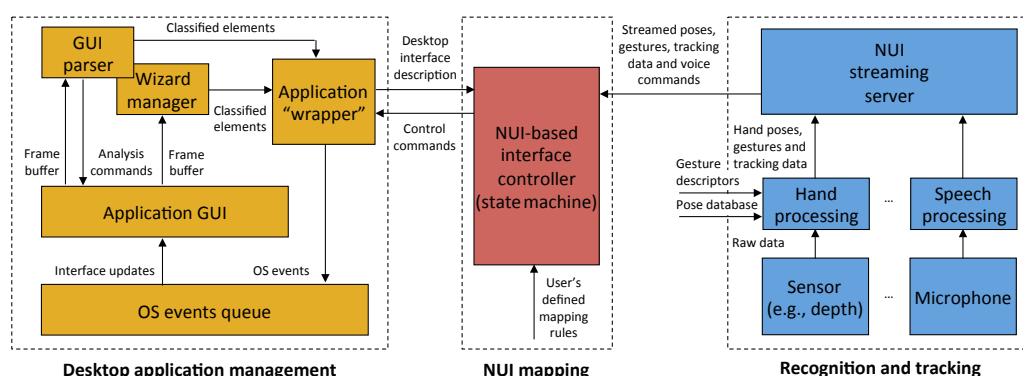 Classified elements
GUI
parser
Wizard
manager
Application
“wrapper”
Classified
elements
Frame
buffer
Analysis
commands
Frame
buffer
Application GUI
Interface updates
OS events
OS events queue
Desktop application management
Desktop
interface
description
Control
commands
NUI-based
interface
controller
(state machine)
User's
defined
mapping
rules
NUI mapping
Streamed poses,
gestures, tracking
data and voice
commands
NUI
streaming
server
Hand poses,
gestures and
tracking data
Gesture
descriptors
Pose database
Hand
processing
...
Speech
processing
Raw data
Sensor
(e.g., depth)
...
Microphone
Recognition and tracking